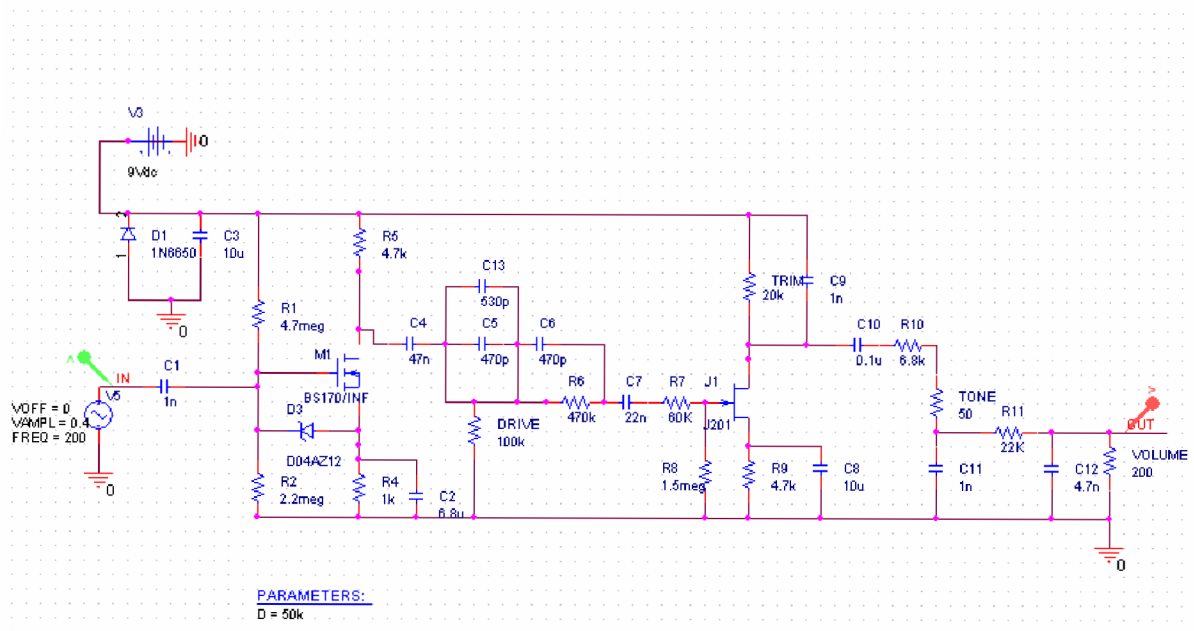 V3
0
9Vdc
2
D1
1N6650
1
C3
10u
0
R5
4.7k
C13
530p
R1
4.7meg
C4
47n
C5
470p
C6
470p
M1
BS170/INF
TRIM
20k
C9
1n
C10
0.1u
R10
6.8k
A
IN
C1
1n
V5
VOFF = 0
VAMPL = 0.4
FREQ = 200
0
R6
470k
C7
22n
R7
60K
J1
J201
TONE
50
R11
22K
V
OUT
VOLUME
200
D3
D04AZ12
DRIVE
100k
R2
2.2meg
R4
1k
C2
6.8u
R8
1.5meg
R9
4.7k
C8
10u
C11
1n
C12
4.7n
0
PARAMETERS:
D = 50k